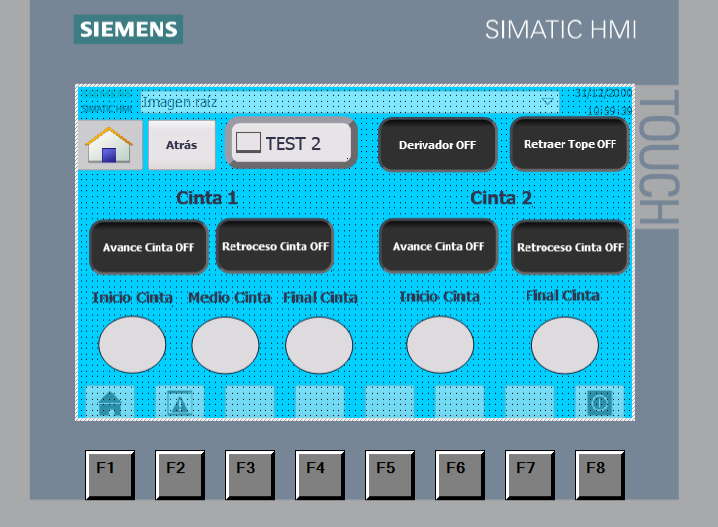 SIEMENS
SIMATIC HMI
TOUCH
SIEMENS
SIMATIC HMI
Imagen raíz
31/12/2000
10:59:39
Atrás
TEST 2
Derivador OFF
Retraer Tope OFF
Cinta 1
Cinta 2
Avance Cinta OFF
Retroceso Cinta OFF
Avance Cinta OFF
Retroceso Cinta OFF
Inicio Cinta
Medio Cinta
Final Cinta
Inicio Cinta
Final Cinta
F1
F2
F3
F4
F5
F6
F7
F8